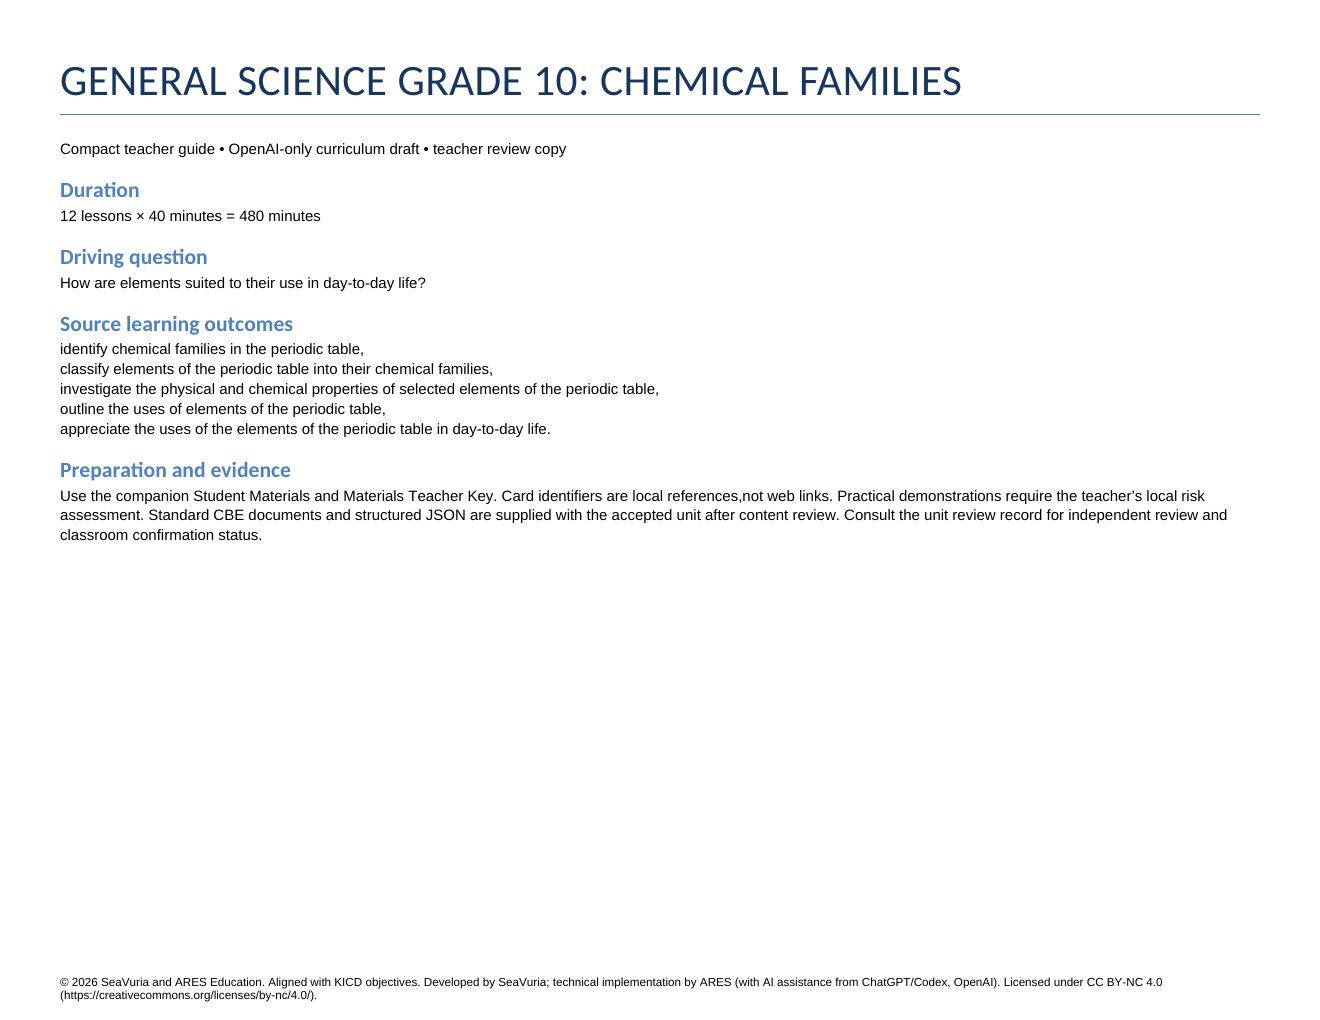 GENERAL SCIENCE GRADE 10: CHEMICAL FAMILIES
Compact teacher guide • OpenAI-only curriculum draft • teacher review copy
Duration
12 lessons × 40 minutes = 480 minutes
Driving question
How are elements suited to their use in day-to-day life?
Source learning outcomes
identify chemical families in the periodic table,
classify elements of the periodic table into their chemical families,
investigate the physical and chemical properties of selected elements of the periodic table,
outline the uses of elements of the periodic table,
appreciate the uses of the elements of the periodic table in day-to-day life.
Preparation and evidence
Use the companion Student Materials and Materials Teacher Key. Card identifiers are local references,not web links. Practical demonstrations require the teacher’s local risk
assessment. Standard CBE documents and structured JSON are supplied with the accepted unit after content review. Consult the unit review record for independent review and
classroom confirmation status.
© 2026 SeaVuria and ARES Education. Aligned with KICD objectives. Developed by SeaVuria; technical implementation by ARES (with AI assistance from ChatGPT/Codex, OpenAI). Licensed under CC BY-NC 4.0
(https://creativecommons.org/licenses/by-nc/4.0/).